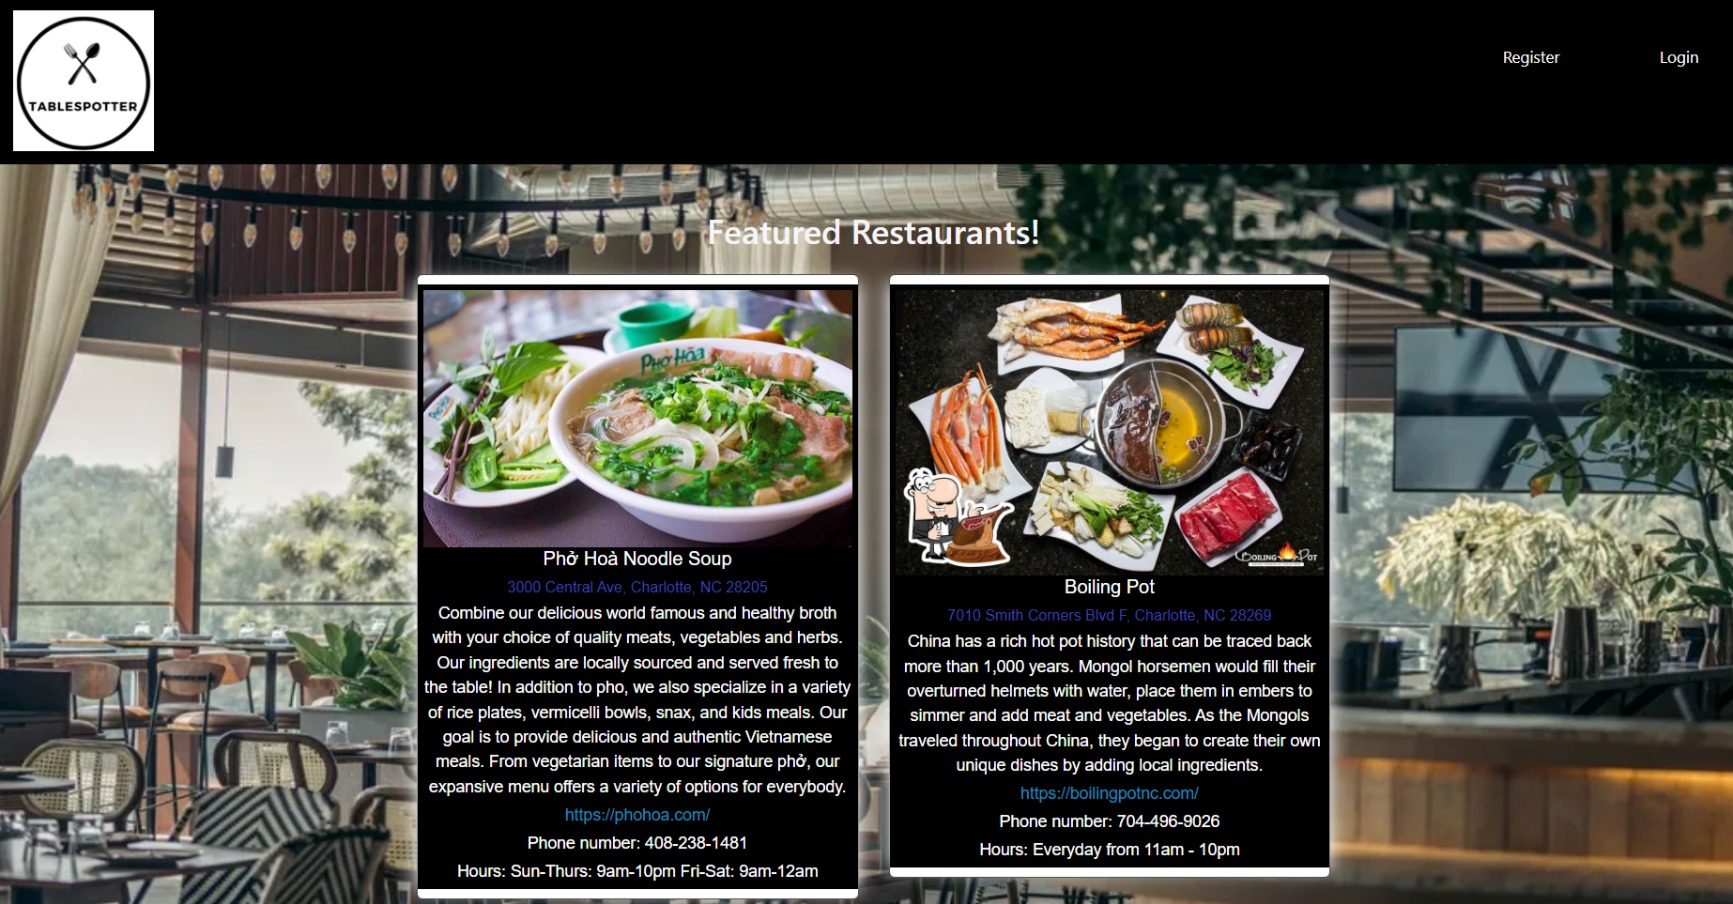 TABLESPOTTER
Register
Login
Featured Restaurants!
Phở Hoà
Phở Hoà Noodle Soup
3000 Central Ave, Charlotte, NC 28205
Combine our delicious world famous and healthy broth
with your choice of quality meats, vegetables and herbs.
Our ingredients are locally sourced and served fresh to
the table! In addition to pho, we also specialize in a variety
of rice plates, vermicelli bowls, snax, and kids meals. Our
goal is to provide delicious and authentic Vietnamese
meals. From vegetarian items to our signature phở, our
expansive menu offers a variety of options for everybody.
https://phohoa.com/
Phone number: 408-238-1481
Hours: Sun-Thurs: 9am-10pm Fri-Sat: 9am-12am
BOILING POT
Boiling Pot
7010 Smith Corners Blvd F, Charlotte, NC 28269
China has a rich hot pot history that can be traced back
more than 1,000 years. Mongol horsemen would fill their
overturned helmets with water, place them in embers to
simmer and add meat and vegetables. As the Mongols
traveled throughout China, they began to create their own
unique dishes by adding local ingredients.
https://boilingpotnc.com/
Phone number: 704-496-9026
Hours: Everyday from 11am - 10pm